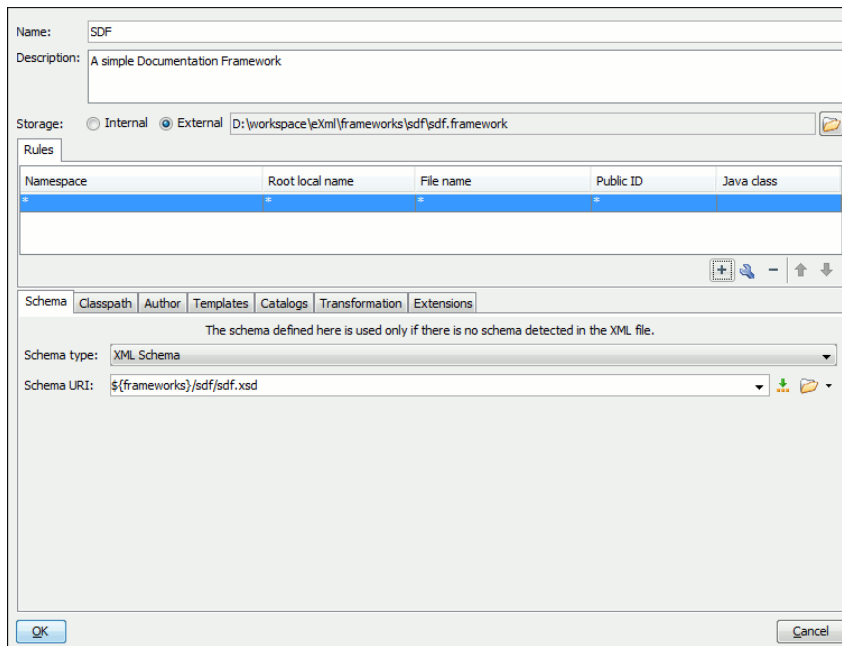 Name: SDF
Description: A simple Documentation Framework
Storage: Internal External D:\workspace\eXml\frameworks\sdf\sdf.framework
Rules
Namespace Root local name File name Public ID Java class
* * * *
Schema Classpath Author Templates Catalogs Transformation Extensions
The schema defined here is used only if there is no schema detected in the XML file.
Schema type: XML Schema
Schema URI: ${frameworks}/sdf/sdf.xsd
OK Cancel